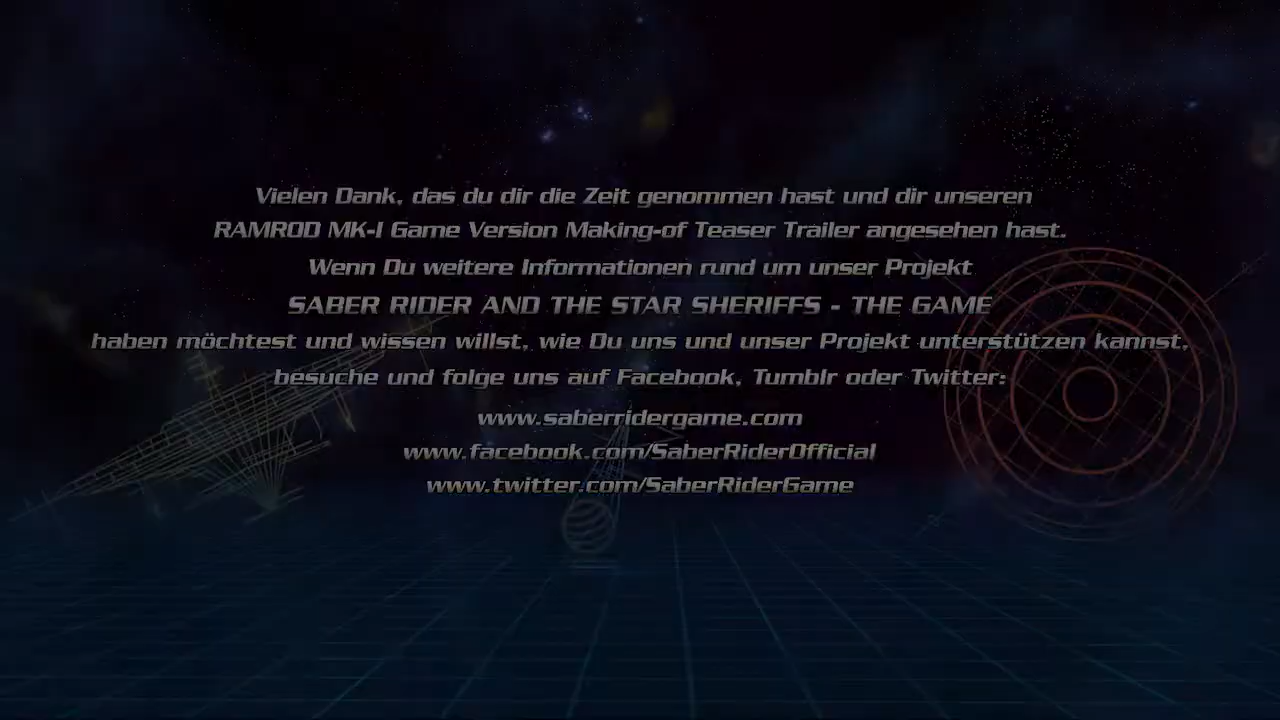 Vielen Dank, das du dir die Zeit genommen hast und dir unseren
RAMROD MK-I Game Version Making-of Teaser Trailer angesehen hast.
Wenn Du weitere Informationen rund um unser Projekt
SABER RIDER AND THE STAR SHERIFFS - THE GAME
haben möchtest und wissen willst, wie Du uns und unser Projekt unterstützen kannst,
besuche und folge uns auf Facebook, Tumblr oder Twitter:
www.saberridergame.com
www.facebook.com/SaberRiderOfficial
www.twitter.com/SaberRiderGame